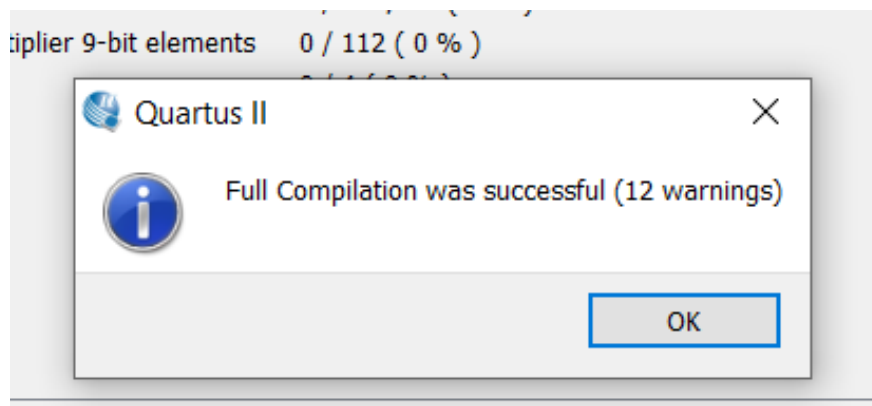 tiplier 9-bit elements 0 / 112 ( 0 % )
Quartus II
Full Compilation was successful (12 warnings)
OK